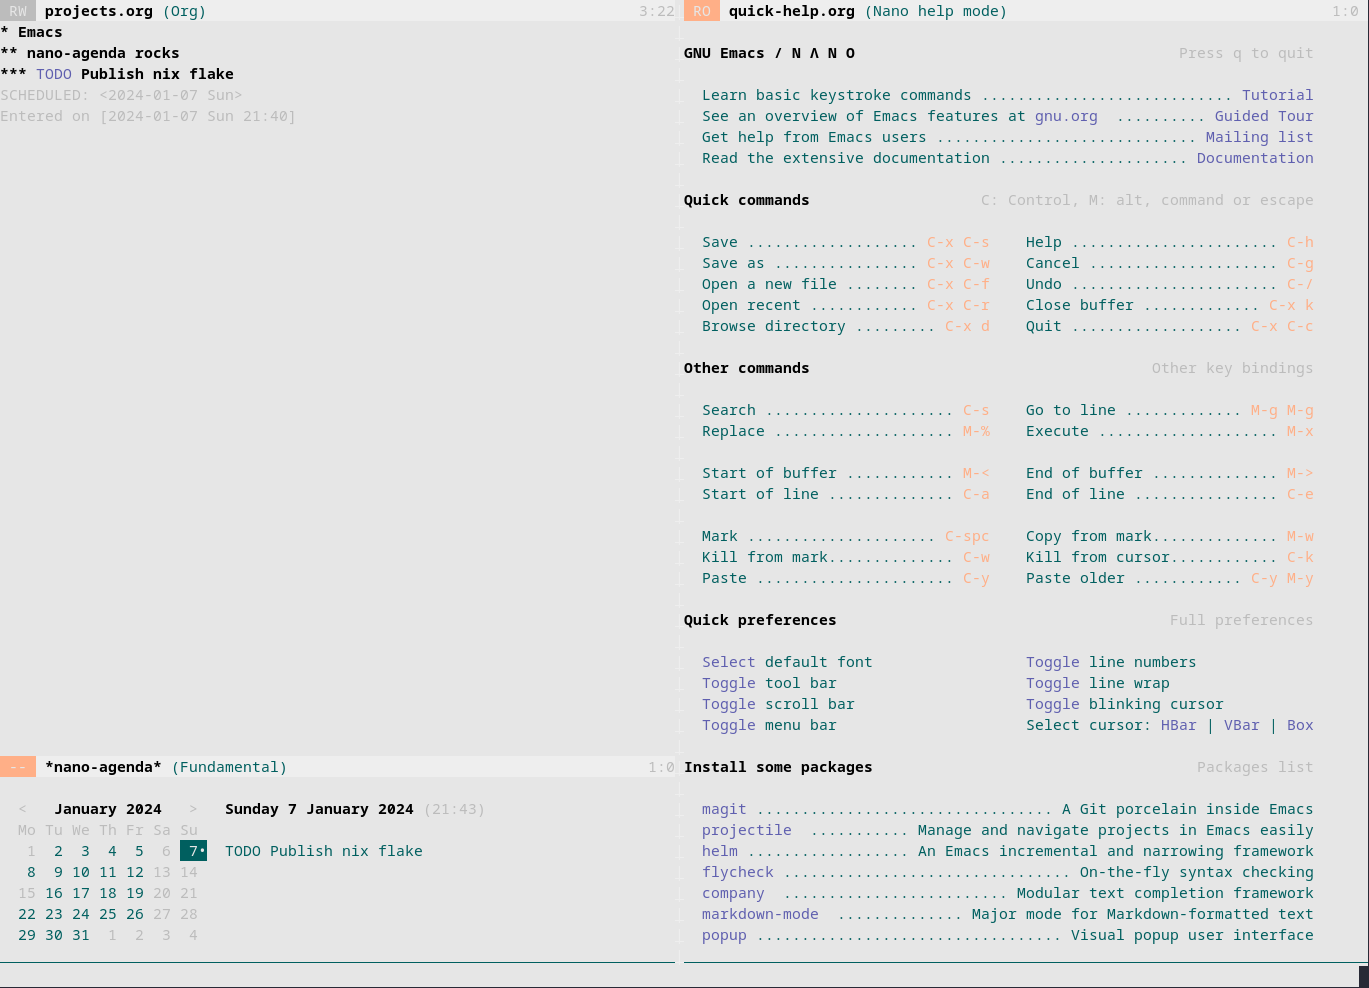 RW projects.org (Org) 3:22
* Emacs
** nano-agenda rocks
*** TODO Publish nix flake
SCHEDULED: <2024-01-07 Sun>
Entered on [2024-01-07 Sun 21:40]
-- *nano-agenda* (Fundamental) 1:0
< January 2024 > Sunday 7 January 2024 (21:43)
Mo Tu We Th Fr Sa Su
1 2 3 4 5 6 7• TODO Publish nix flake
8 9 10 11 12 13 14
15 16 17 18 19 20 21
22 23 24 25 26 27 28
29 30 31 1 2 3 4
RO quick-help.org (Nano help mode) 1:0
GNU Emacs / N Λ N O Press q to quit
Learn basic keystroke commands ............................ Tutorial
See an overview of Emacs features at gnu.org .......... Guided Tour
Get help from Emacs users ............................. Mailing list
Read the extensive documentation ..................... Documentation
Quick commands C: Control, M: alt, command or escape
Save ................... C-x C-s Help ....................... C-h
Save as ................ C-x C-w Cancel ..................... C-g
Open a new file ........ C-x C-f Undo ....................... C-/
Open recent ............ C-x C-r Close buffer ............. C-x k
Browse directory ......... C-x d Quit ................... C-x C-c
Other commands Other key bindings
Search ..................... C-s Go to line ............. M-g M-g
Replace .................... M-% Execute .................... M-x
Start of buffer ............ M-< End of buffer .............. M->
Start of line .............. C-a End of line ................ C-e
Mark ..................... C-spc Copy from mark.............. M-w
Kill from mark.............. C-w Kill from cursor............ C-k
Paste ...................... C-y Paste older ............ C-y M-y
Quick preferences Full preferences
Select default font Toggle line numbers
Toggle tool bar Toggle line wrap
Toggle scroll bar Toggle blinking cursor
Toggle menu bar Select cursor: HBar | VBar | Box
Install some packages Packages list
magit ................................. A Git porcelain inside Emacs
projectile ........... Manage and navigate projects in Emacs easily
helm .................. An Emacs incremental and narrowing framework
flycheck ................................ On-the-fly syntax checking
company ......................... Modular text completion framework
markdown-mode .............. Major mode for Markdown-formatted text
popup .................................. Visual popup user interface